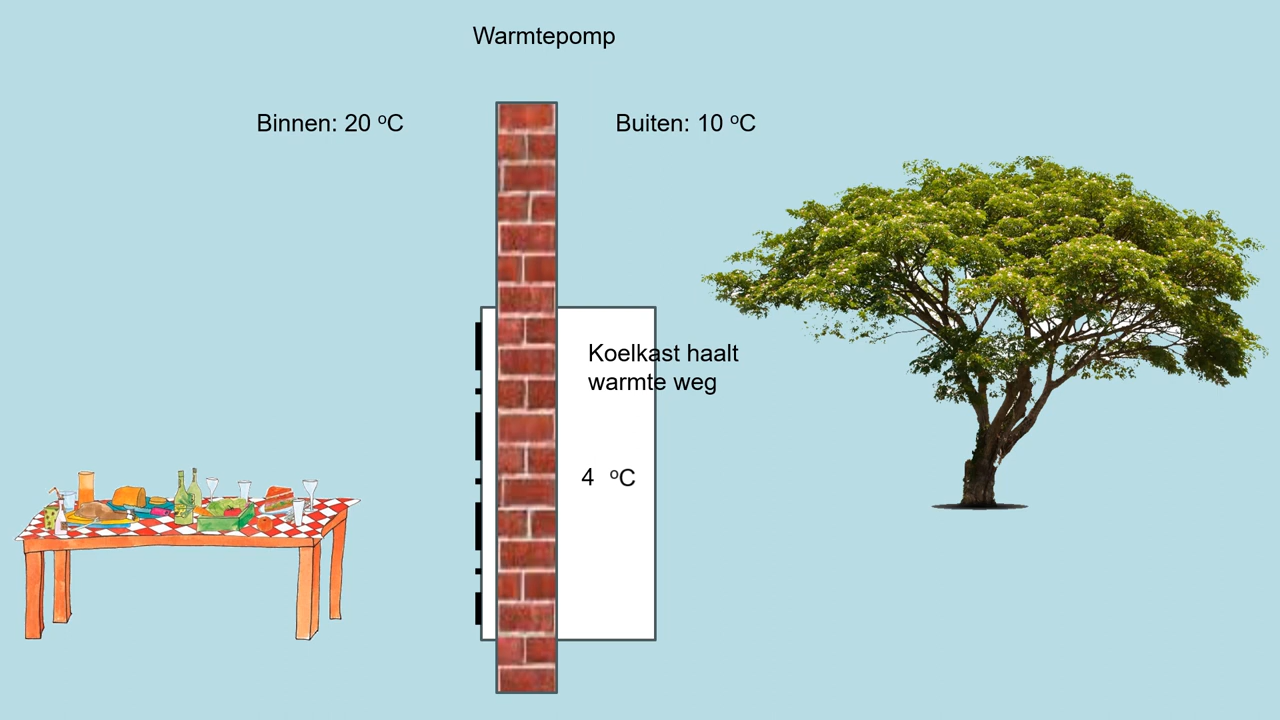 Warmtepomp
Binnen: 20 ºC
Buiten: 10 ºC
Koelkast haalt
warmte weg
4 ºC